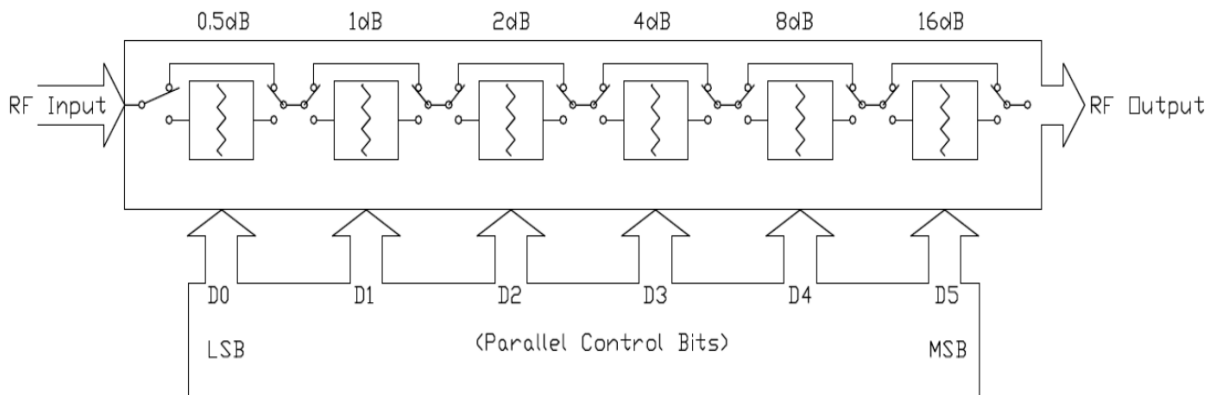 0.5dB 1dB 2dB 4dB 8dB 16dB
RF Input
RF Output
D0 D1 D2 D3 D4 D5
LSB (Parallel Control Bits) MSB